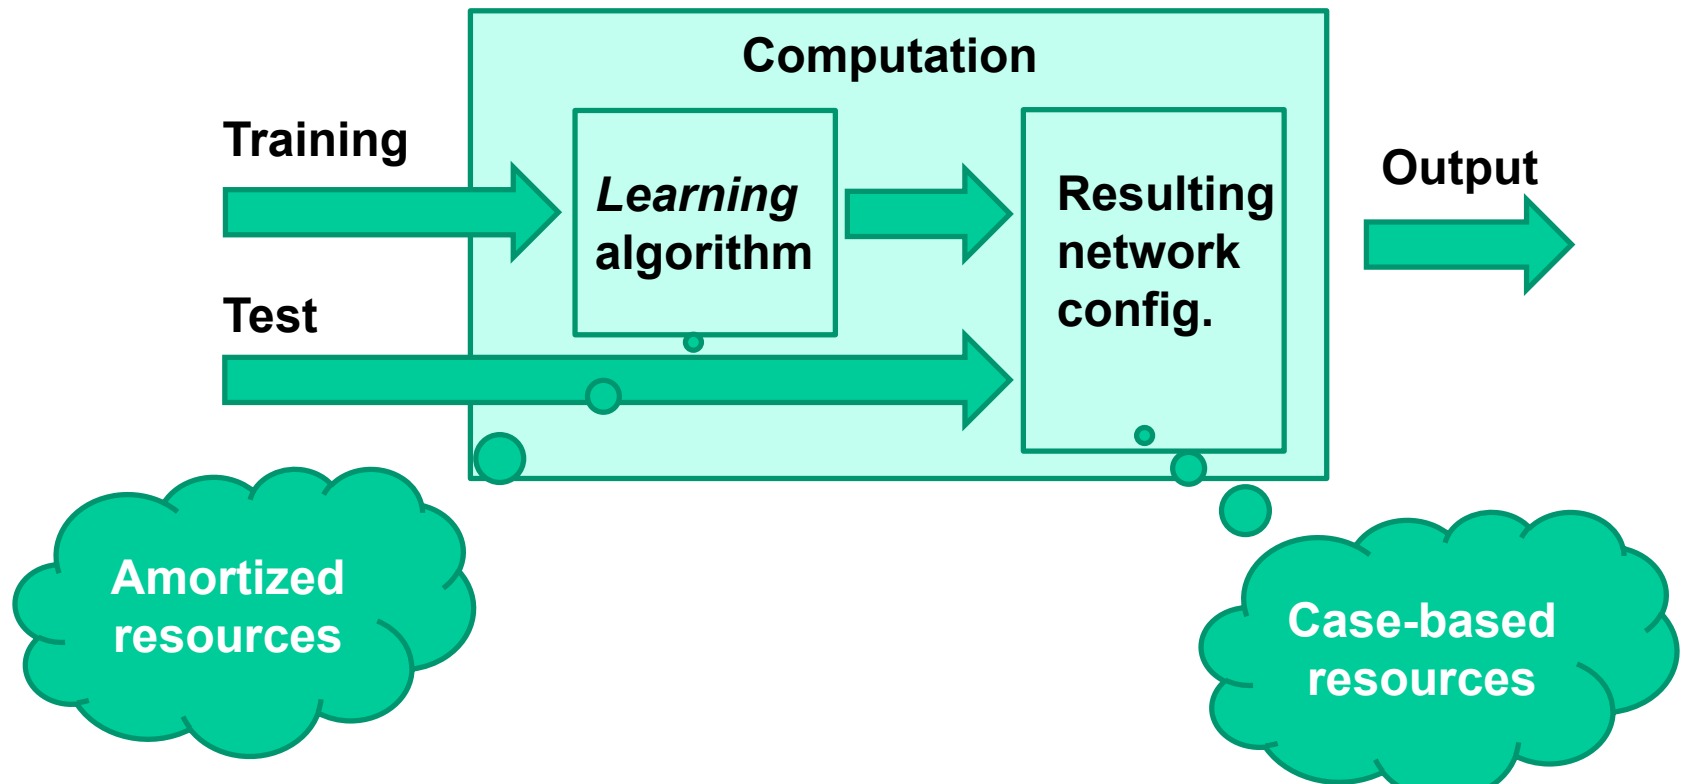 Computation
Training
Learning
algorithm
Resulting
network
config.
Output
Test
Amortized
resources
Case-based
resources